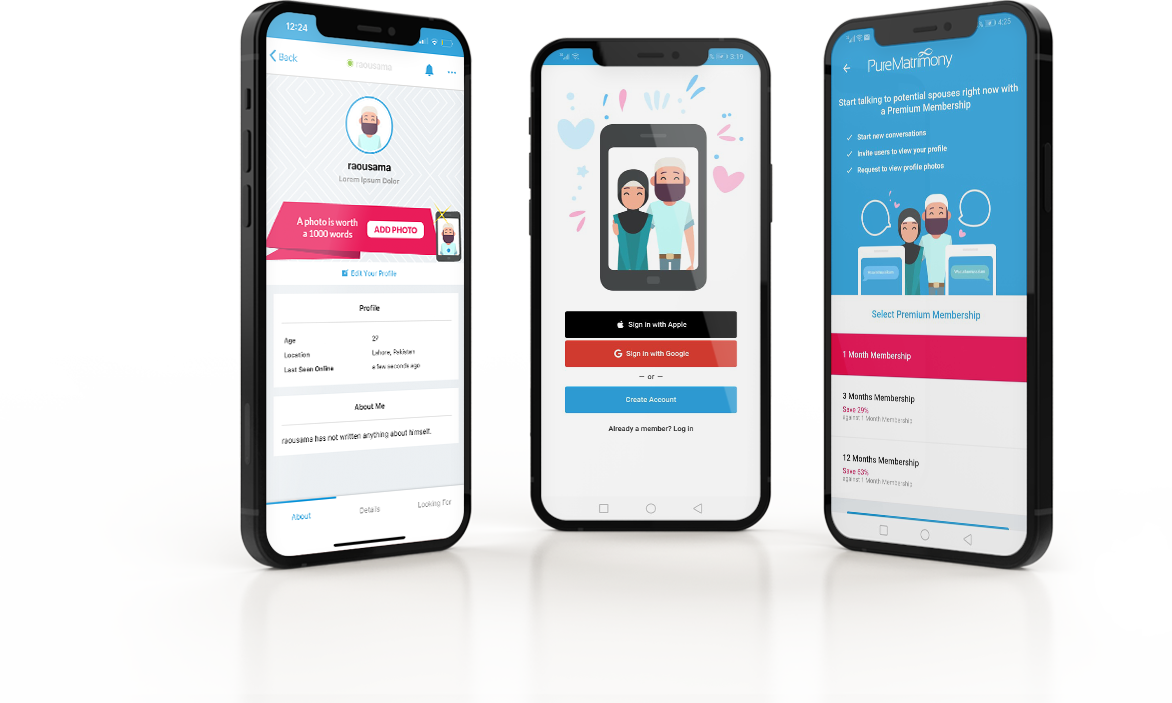 12:24
Back
raousama
raousama
Lorem Ipsum Dolor
A photo is worth
a 1000 words
ADD PHOTO
Edit Your Profile
Profile
Age 27
Location Lahore, Pakistan
Last Seen Online a few seconds ago
About Me
raousama has not written anything about himself.
About
Details
Looking For
3:19
Sign in with Apple
Sign in with Google
— or —
Create Account
Already a member? Log in
4:25
PureMatrimony
Start talking to potential spouses right now with
a Premium Membership
✓ Start new conversations
✓ Invite users to view your profile
✓ Request to view profile photos
Select Premium Membership
1 Month Membership
3 Months Membership
Save 29%
against 1 Month Membership
12 Months Membership
Save 53%
against 1 Month Membership